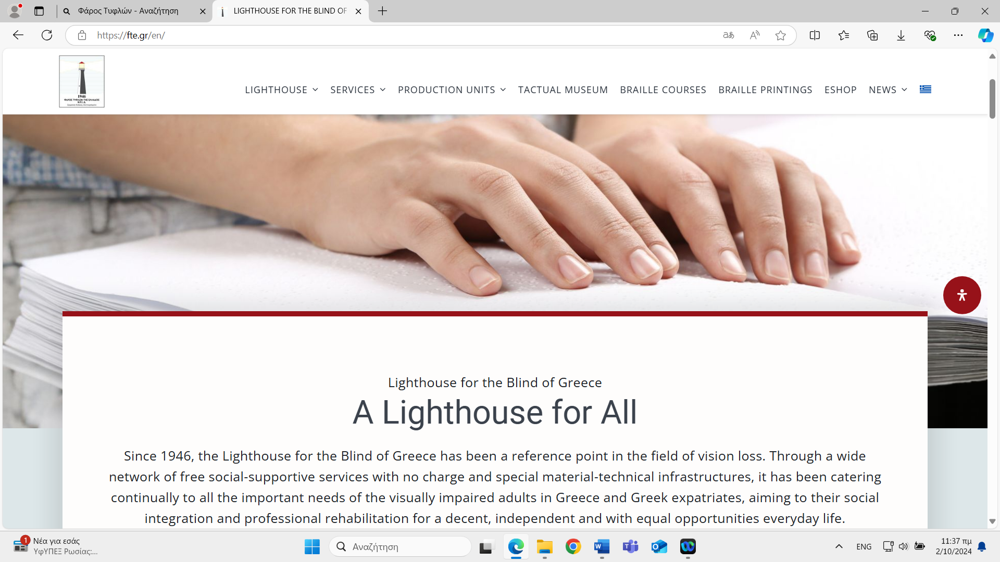 Φάρος Τυφλών - Αναζήτηση
LIGHTHOUSE FOR THE BLIND OF
https://fte.gr/en/
1946
ΦΑΡΟΣ ΤΥΦΛΩΝ ΤΗΣ ΕΛΛΑΔΟΣ
Ν.Π.Ι.Δ.
LIGHTHOUSE SERVICES PRODUCTION UNITS TACTUAL MUSEUM BRAILLE COURSES BRAILLE PRINTINGS ESHOP NEWS
Lighthouse for the Blind of Greece
A Lighthouse for All
Since 1946, the Lighthouse for the Blind of Greece has been a reference point in the field of vision loss. Through a wide
network of free social-supportive services with no charge and special material-technical infrastructures, it has been catering
continually to all the important needs of the visually impaired adults in Greece and Greek expatriates, aiming to their social
integration and professional rehabilitation for a decent, independent and with equal opportunities everyday life.
1
Νέα για εσάς
ΥφΥΠΕΞ Ρωσίας:...
Αναζήτηση
ENG
11:37 πμ
2/10/2024